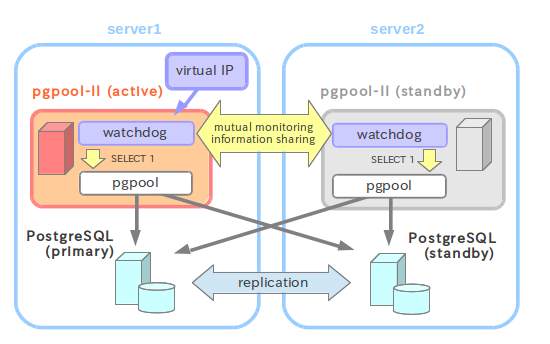 server1
server2
virtual IP
pgpool-II (active)
pgpool-II (standby)
watchdog
mutual monitoring
information sharing
watchdog
SELECT 1
SELECT 1
pgpool
pgpool
PostgreSQL
(primary)
PostgreSQL
(standby)
replication